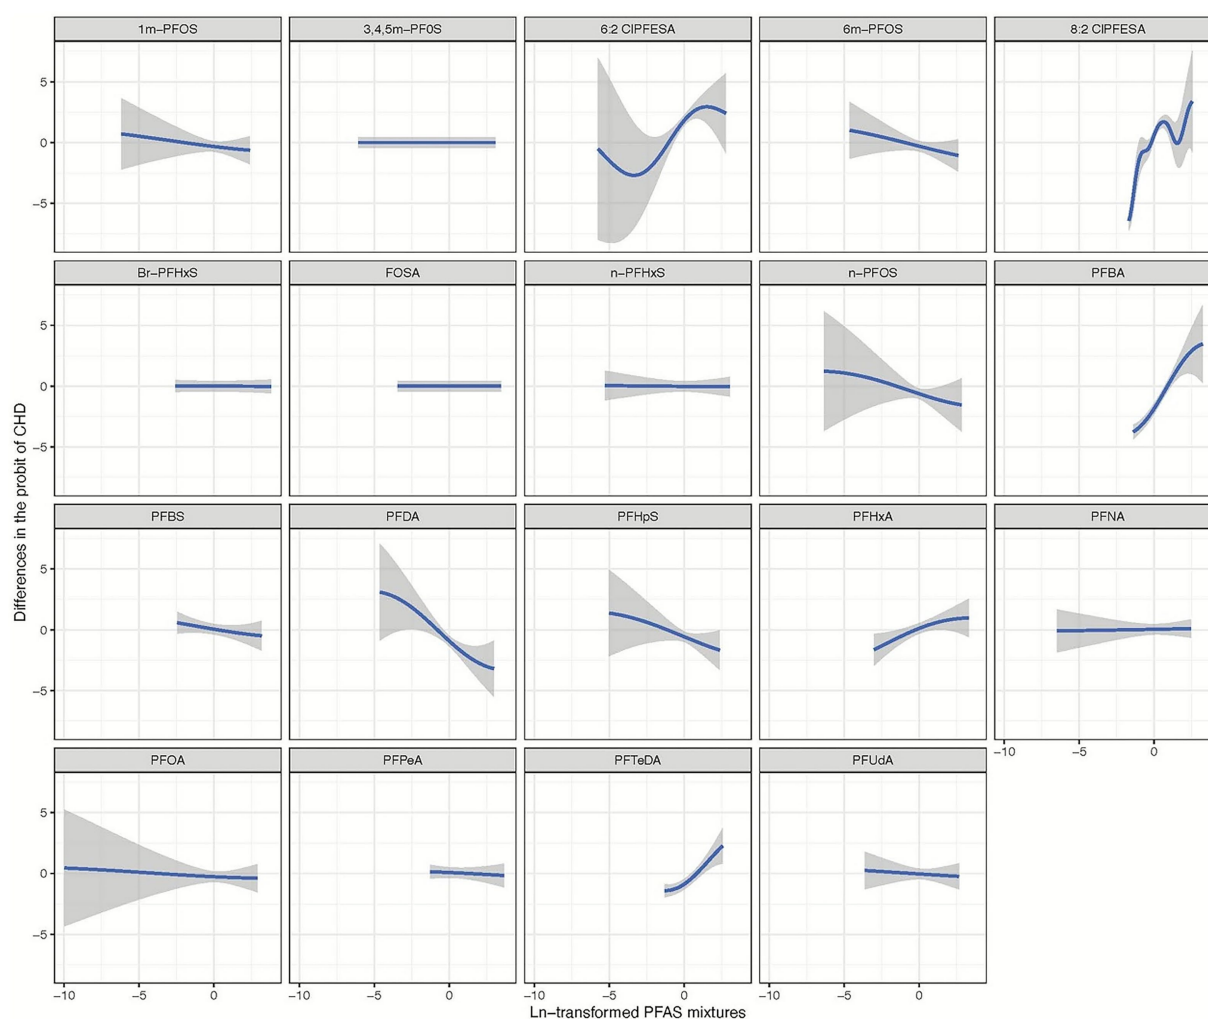 1m−PFOS 3,4,5m−PF0S 6:2 ClPFESA 6m−PFOS 8:2 ClPFESA
5
0
−5
Br−PFHxS FOSA n−PFHxS n−PFOS PFBA
5
0
−5
PFBS PFDA PFHpS PFHxA PFNA
5
0
−5
−10 −5 0
PFOA PFPeA PFTeDA PFUdA
5
0
−5
−10 −5 0 −10 −5 0 −10 −5 0 −10 −5 0
Differences in the probit of CHD
Ln−transformed PFAS mixtures